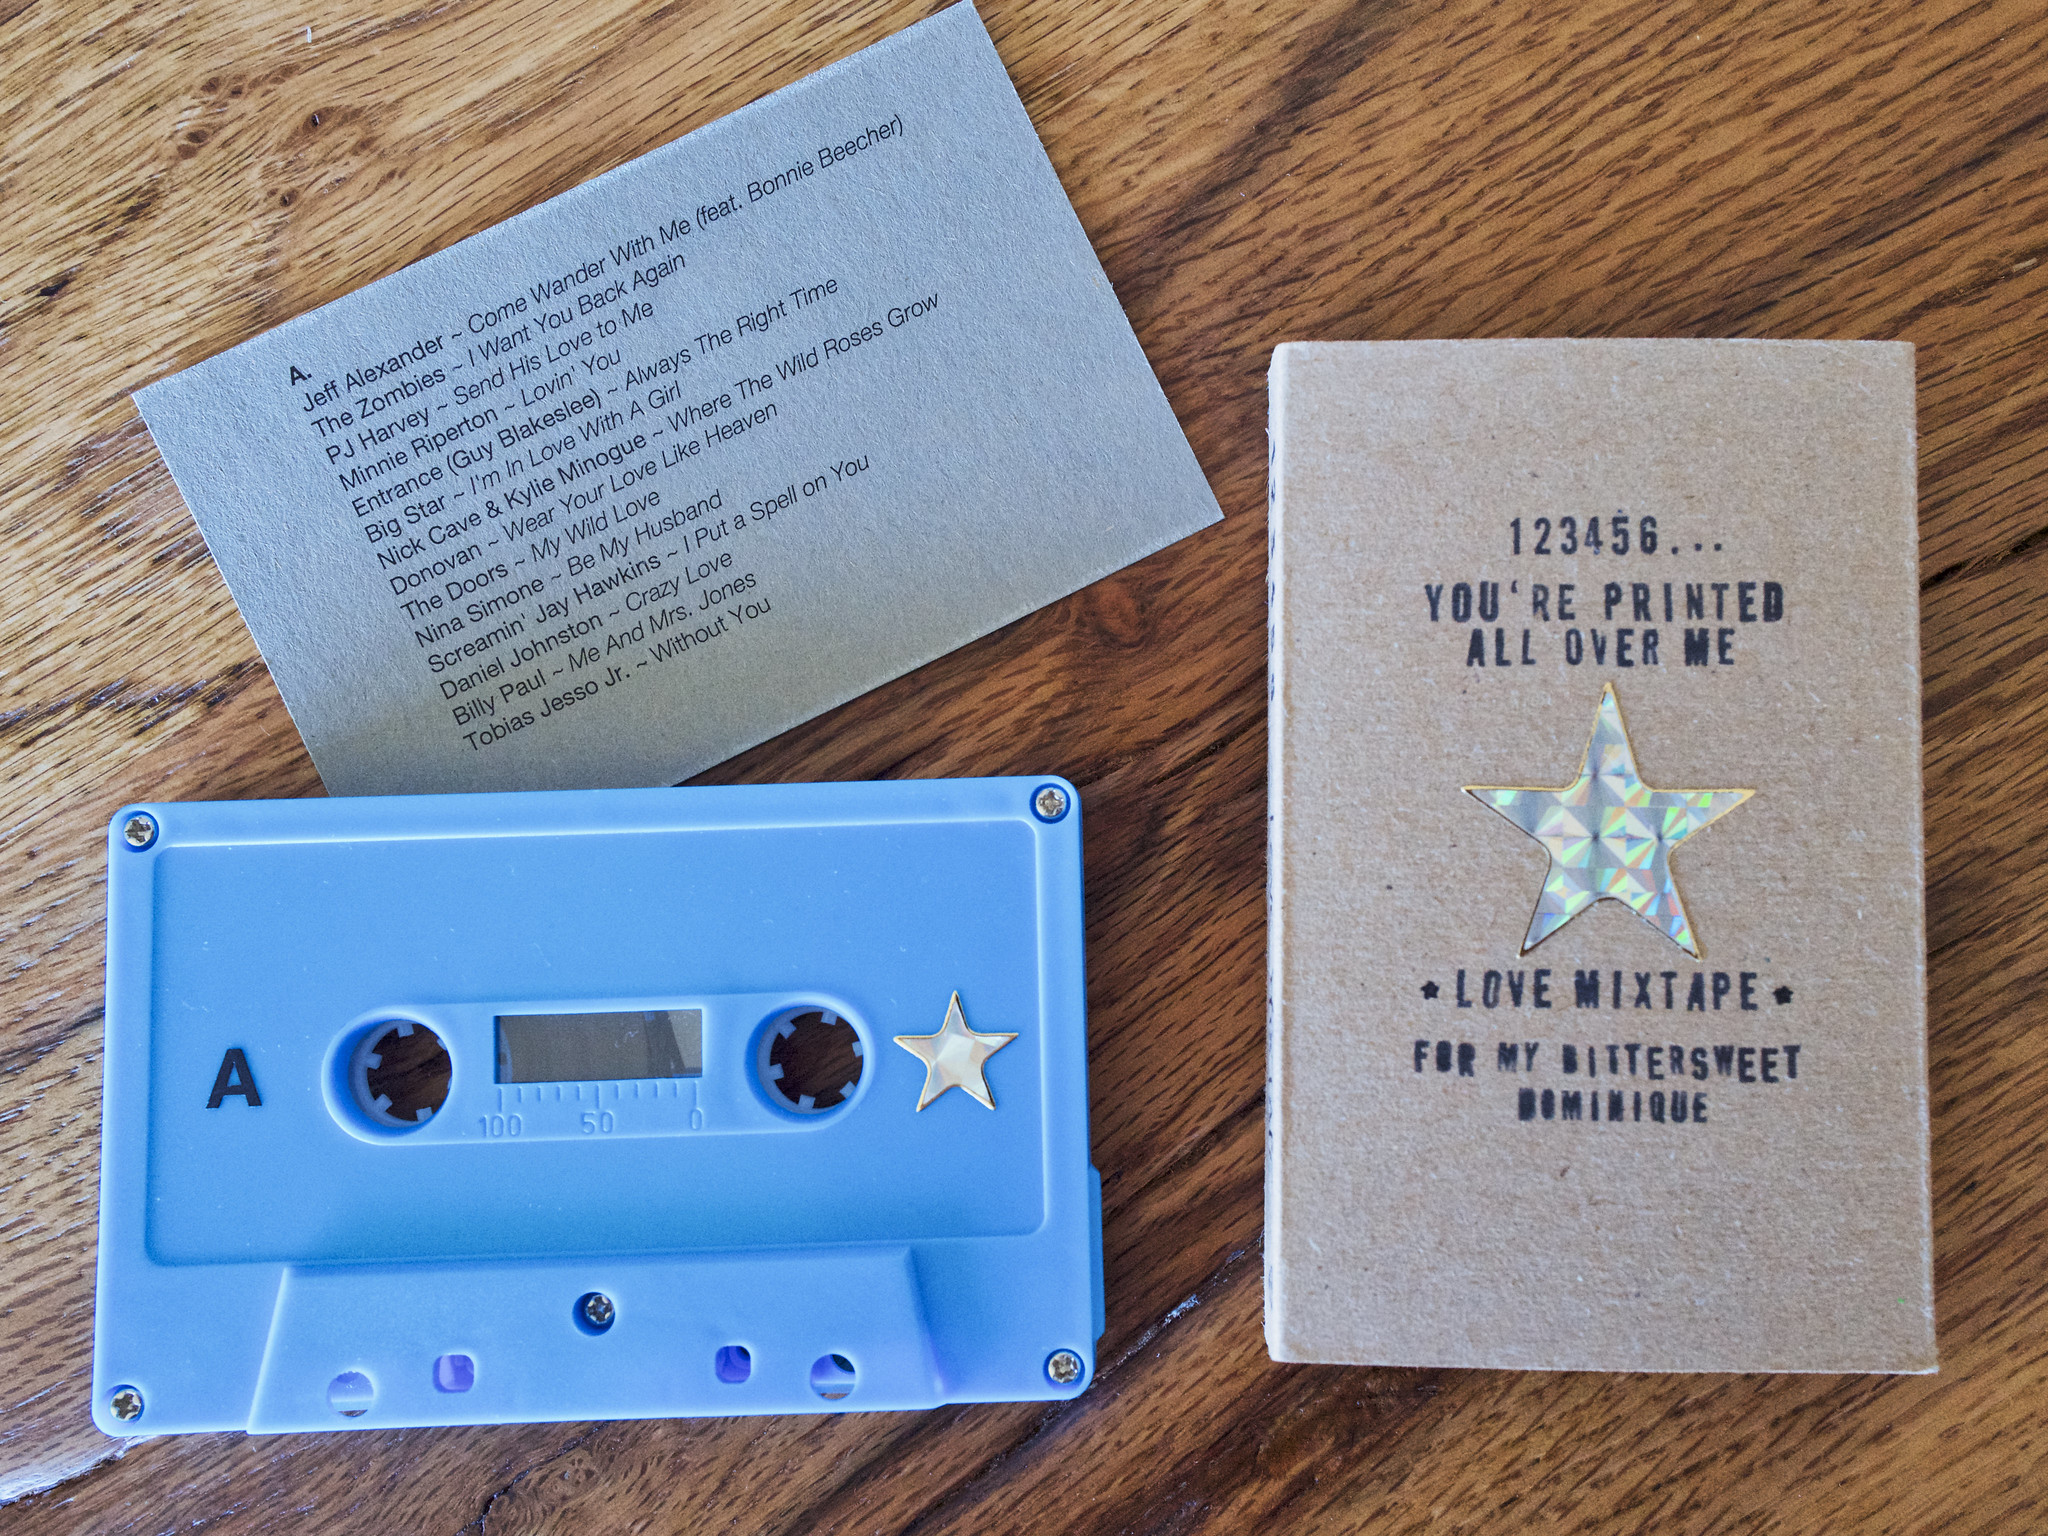 A.
Jeff Alexander ~ Come Wander With Me (feat. Bonnie Beecher)
The Zombies ~ I Want You Back Again
PJ Harvey ~ Send His Love to Me
Minnie Riperton ~ Lovin' You
Entrance (Guy Blakeslee) ~ Always The Right Time
Big Star ~ I'm In Love With A Girl
Nick Cave & Kylie Minogue ~ Where The Wild Roses Grow
Donovan ~ Wear Your Love Like Heaven
The Doors ~ My Wild Love
Nina Simone ~ Be My Husband
Screamin' Jay Hawkins ~ I Put a Spell on You
Daniel Johnston ~ Crazy Love
Billy Paul ~ Me And Mrs. Jones
Tobias Jesso Jr. ~ Without You
A
100 50 0
123456...
YOU'RE PRINTED
ALL OVER ME
★ LOVE MIXTAPE ★
FOR MY BITTERSWEET
DOMINIQUE